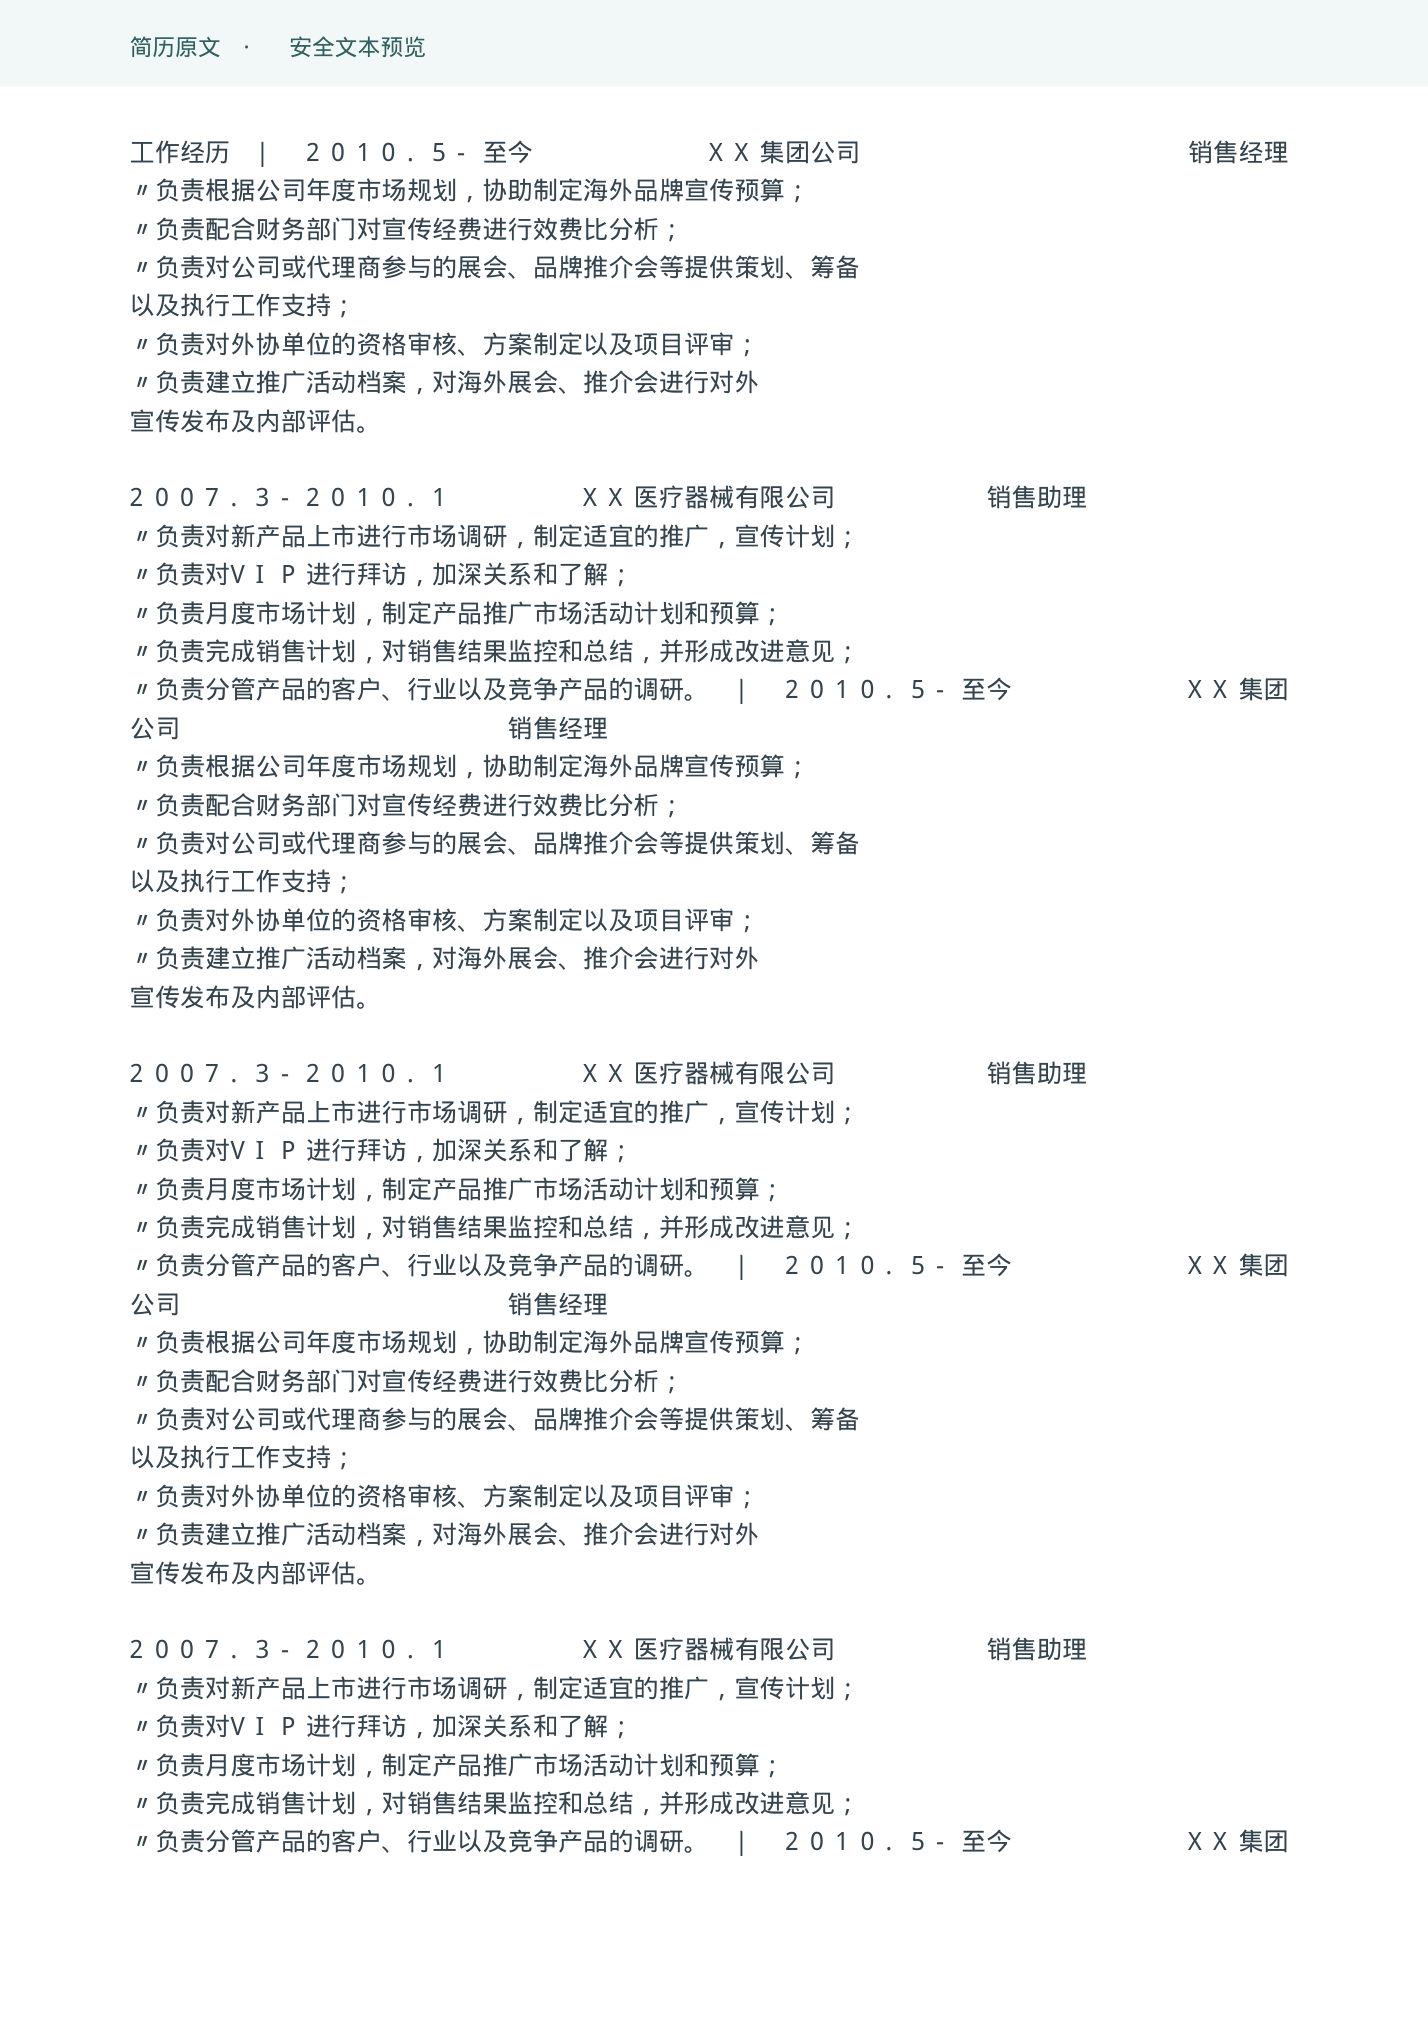 简历原文 · 安全文本预览
工作经历 | 2010.5-至今 XX集团公司 销售经理
〃负责根据公司年度市场规划，协助制定海外品牌宣传预算；
〃负责配合财务部门对宣传经费进行效费比分析；
〃负责对公司或代理商参与的展会、品牌推介会等提供策划、筹备
以及执行工作支持；
〃负责对外协单位的资格审核、方案制定以及项目评审；
〃负责建立推广活动档案，对海外展会、推介会进行对外
宣传发布及内部评估。
2007.3-2010.1 XX医疗器械有限公司 销售助理
〃负责对新产品上市进行市场调研，制定适宜的推广，宣传计划；
〃负责对VIP进行拜访，加深关系和了解；
〃负责月度市场计划，制定产品推广市场活动计划和预算；
〃负责完成销售计划，对销售结果监控和总结，并形成改进意见；
〃负责分管产品的客户、行业以及竞争产品的调研。 | 2010.5-至今 XX集团
公司 销售经理
〃负责根据公司年度市场规划，协助制定海外品牌宣传预算；
〃负责配合财务部门对宣传经费进行效费比分析；
〃负责对公司或代理商参与的展会、品牌推介会等提供策划、筹备
以及执行工作支持；
〃负责对外协单位的资格审核、方案制定以及项目评审；
〃负责建立推广活动档案，对海外展会、推介会进行对外
宣传发布及内部评估。
2007.3-2010.1 XX医疗器械有限公司 销售助理
〃负责对新产品上市进行市场调研，制定适宜的推广，宣传计划；
〃负责对VIP进行拜访，加深关系和了解；
〃负责月度市场计划，制定产品推广市场活动计划和预算；
〃负责完成销售计划，对销售结果监控和总结，并形成改进意见；
〃负责分管产品的客户、行业以及竞争产品的调研。 | 2010.5-至今 XX集团
公司 销售经理
〃负责根据公司年度市场规划，协助制定海外品牌宣传预算；
〃负责配合财务部门对宣传经费进行效费比分析；
〃负责对公司或代理商参与的展会、品牌推介会等提供策划、筹备
以及执行工作支持；
〃负责对外协单位的资格审核、方案制定以及项目评审；
〃负责建立推广活动档案，对海外展会、推介会进行对外
宣传发布及内部评估。
2007.3-2010.1 XX医疗器械有限公司 销售助理
〃负责对新产品上市进行市场调研，制定适宜的推广，宣传计划；
〃负责对VIP进行拜访，加深关系和了解；
〃负责月度市场计划，制定产品推广市场活动计划和预算；
〃负责完成销售计划，对销售结果监控和总结，并形成改进意见；
〃负责分管产品的客户、行业以及竞争产品的调研。 | 2010.5-至今 XX集团